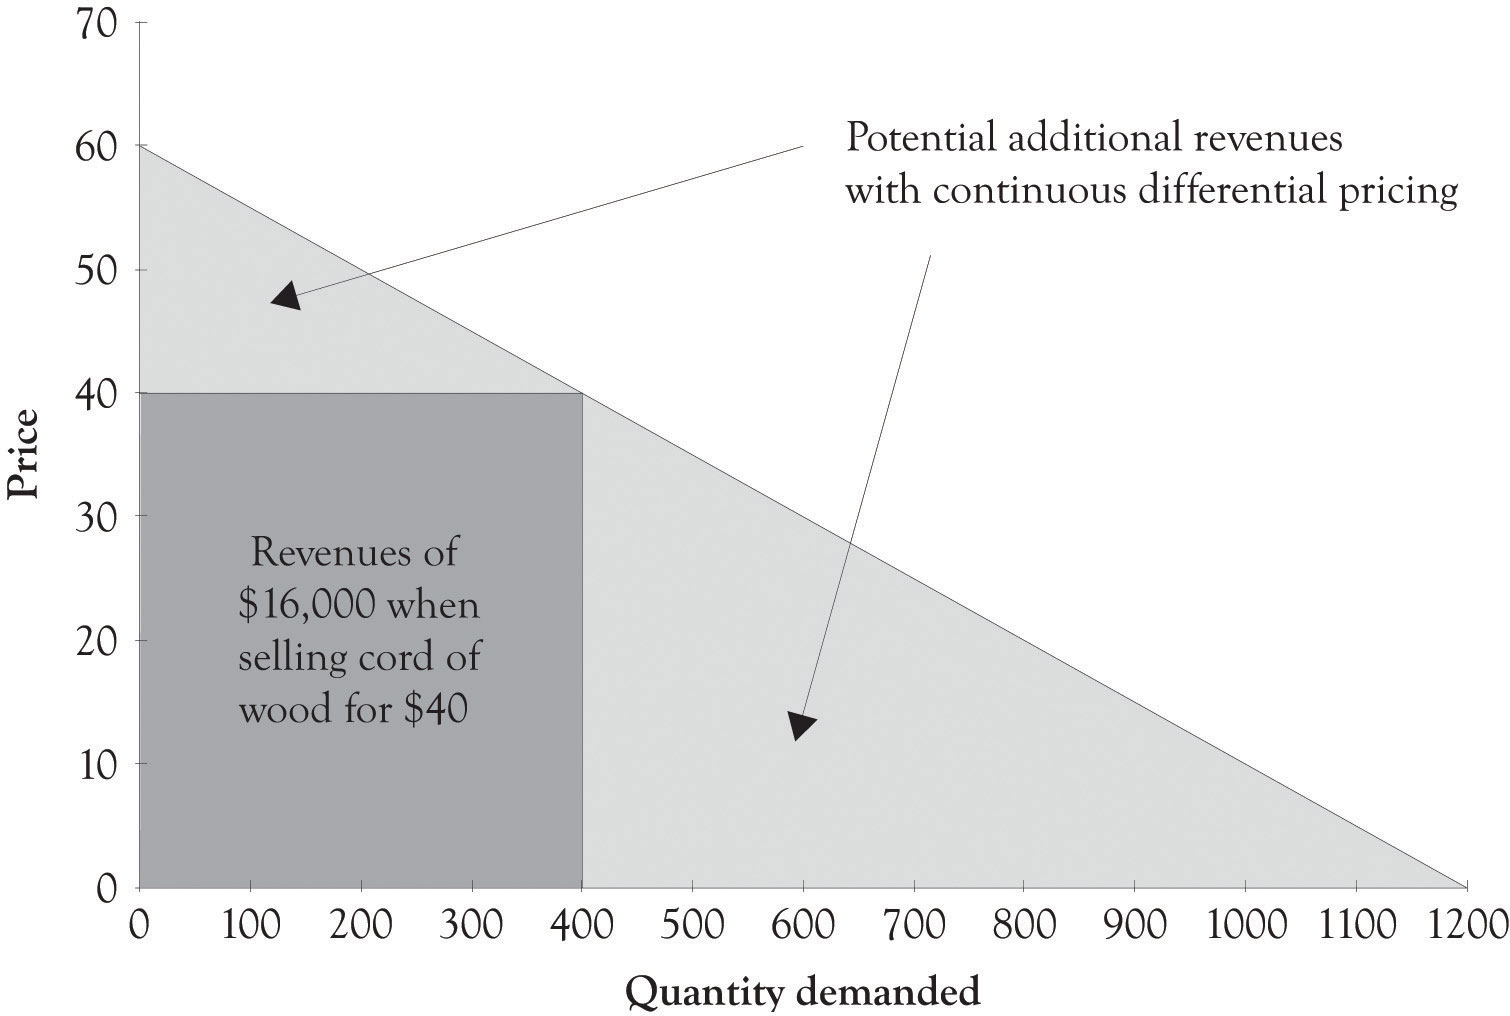 70
60
50
40
30
20
10
0
Price
Potential additional revenues
with continuous differential pricing
Revenues of
$16,000 when
selling cord of
wood for $40
0 100 200 300 400 500 600 700 800 900 1000 1100 1200
Quantity demanded